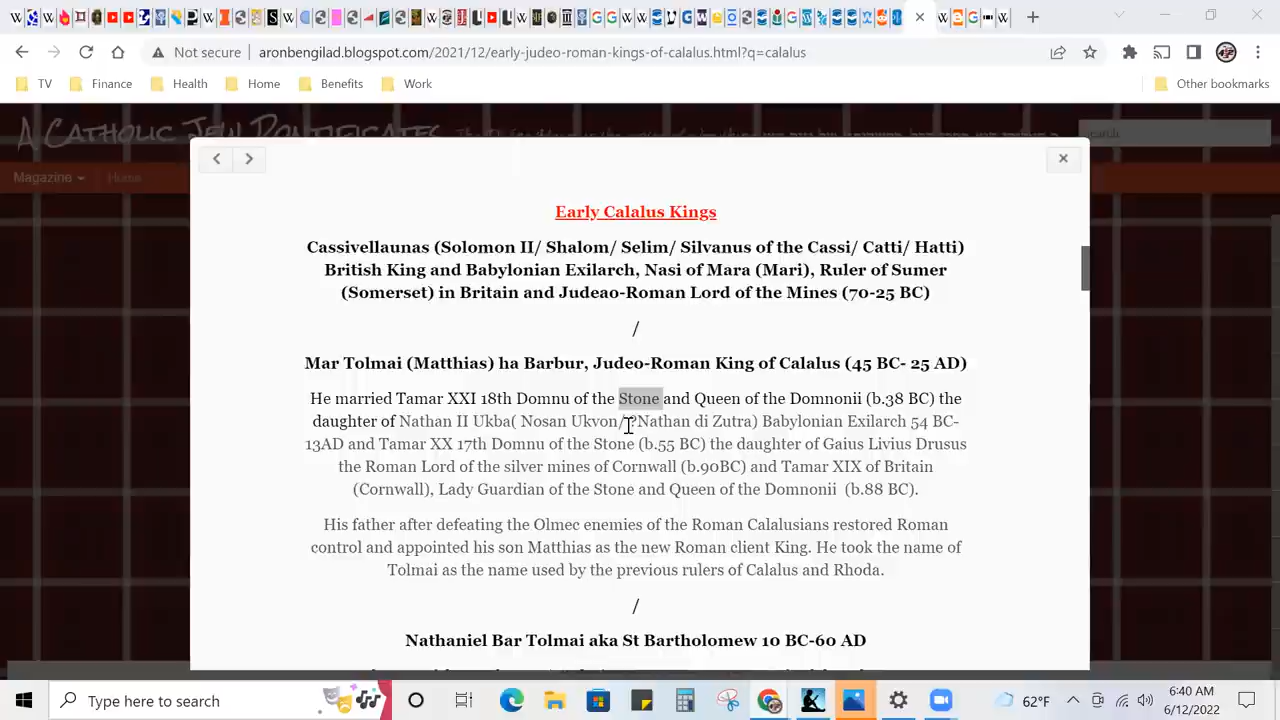 Not secure
aronbengilad.blogspot.com/2021/12/early-judeo-roman-kings-of-calalus.html?q=calalus
TV
Finance
Health
Home
Benefits
Work
Other bookmarks
A Catholic Jew Pontificates
Search
Magazine
Home
Early Calalus Kings
Cassivellaunas (Solomon II/ Shalom/ Selim/ Silvanus of the Cassi/ Catti/ Hatti)
British King and Babylonian Exilarch, Nasi of Mara (Mari), Ruler of Sumer
(Somerset) in Britain and Judeao-Roman Lord of the Mines (70-25 BC)
/
Mar Tolmai (Matthias) ha Barbur, Judeo-Roman King of Calalus (45 BC- 25 AD)
He married Tamar XXI 18th Domnu of the Stone and Queen of the Domnonii (b.38 BC) the
daughter of Nathan II Ukba( Nosan Ukvon/ ?Nathan di Zutra) Babylonian Exilarch 54 BC-
13AD and Tamar XX 17th Domnu of the Stone (b.55 BC) the daughter of Gaius Livius Drusus
the Roman Lord of the silver mines of Cornwall (b.90BC) and Tamar XIX of Britain
(Cornwall), Lady Guardian of the Stone and Queen of the Domnonii (b.88 BC).
His father after defeating the Olmec enemies of the Roman Calalusians restored Roman
control and appointed his son Matthias as the new Roman client King. He took the name of
Tolmai as the name used by the previous rulers of Calalus and Rhoda.
/
Nathaniel Bar Tolmai aka St Bartholomew 10 BC-60 AD
Type here to search
62°F
6:40 AM
6/12/2022